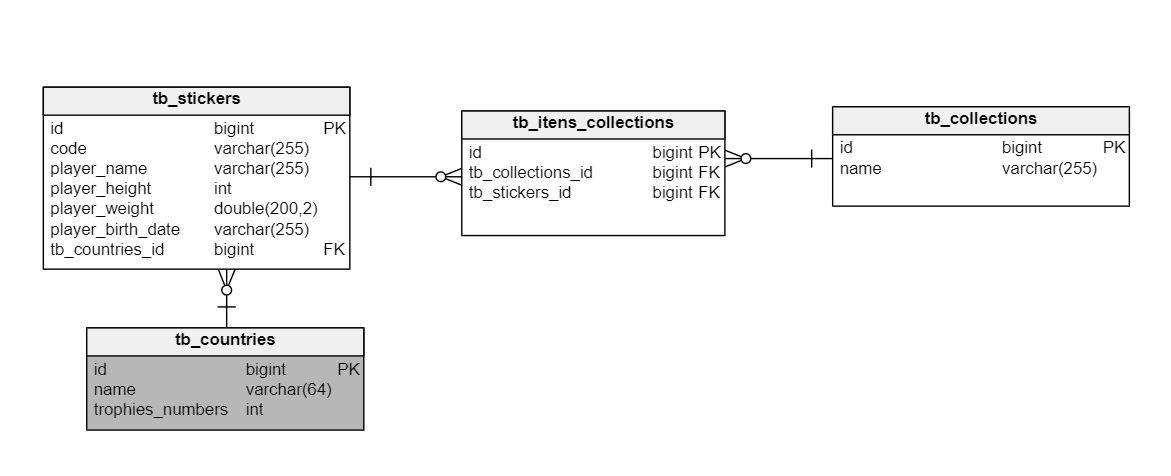 tb_stickers
id bigint PK
code varchar(255)
player_name varchar(255)
player_height int
player_weight double(200,2)
player_birth_date varchar(255)
tb_countries_id bigint FK
tb_itens_collections
id bigint PK
tb_collections_id bigint FK
tb_stickers_id bigint FK
tb_collections
id bigint PK
name varchar(255)
tb_countries
id bigint PK
name varchar(64)
trophies_numbers int